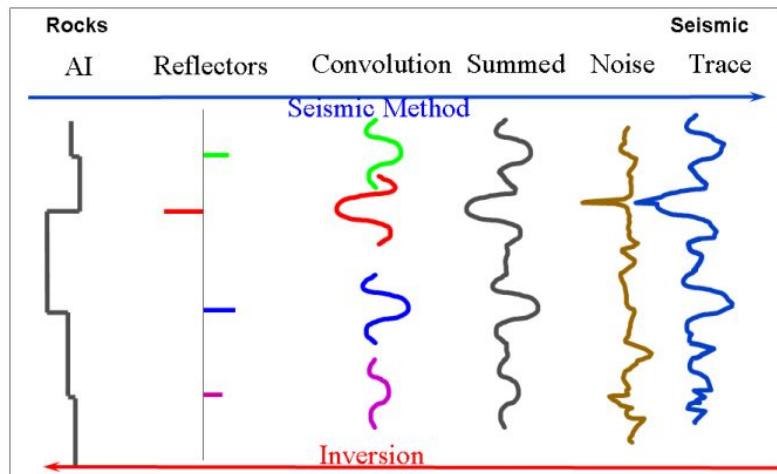 Rocks Seismic
AI Reflectors Convolution Summed Noise Trace
Seismic Method
Inversion